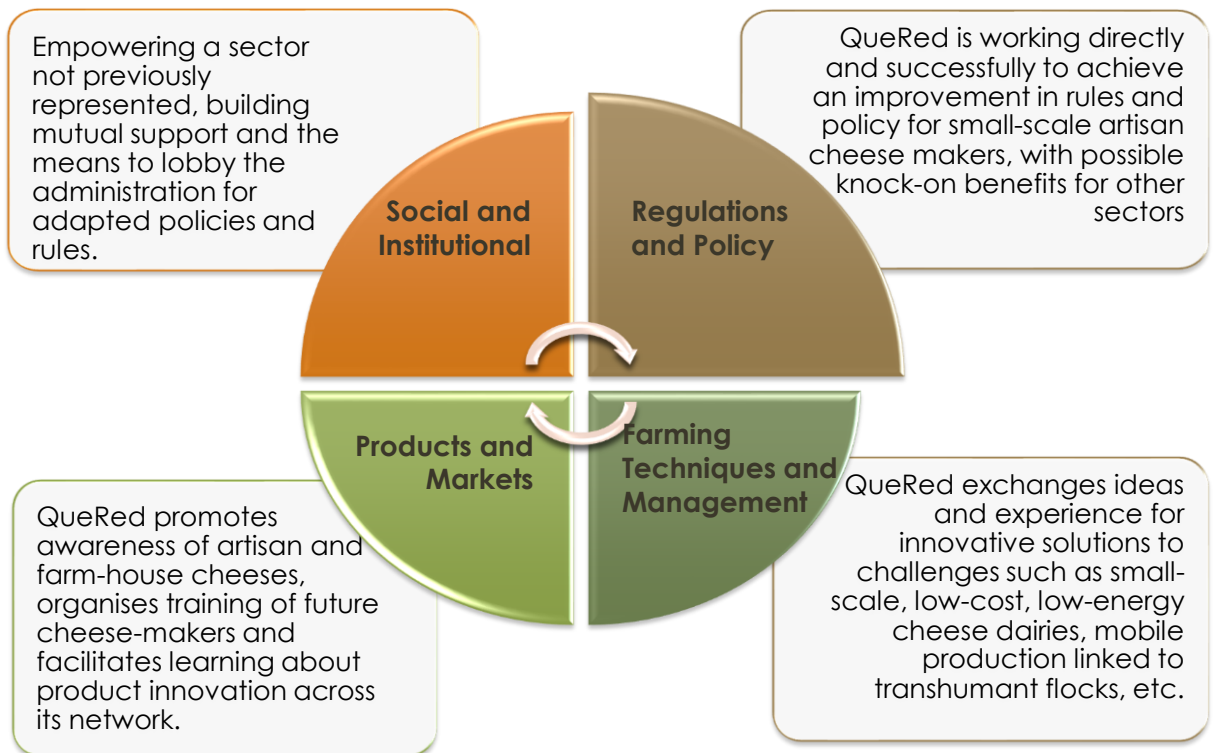 Empowering a sector
not previously
represented, building
mutual support and the
means to lobby the
administration for
adapted policies and
rules.
QueRed is working directly
and successfully to achieve
an improvement in rules and
policy for small-scale artisan
cheese makers, with possible
knock-on benefits for other
sectors
Social and
Institutional
Regulations
and Policy
Products and
Markets
Farming
Techniques and
Management
QueRed promotes
awareness of artisan and
farm-house cheeses,
organises training of future
cheese-makers and
facilitates learning about
product innovation across
its network.
QueRed exchanges ideas
and experience for
innovative solutions to
challenges such as small-
scale, low-cost, low-energy
cheese dairies, mobile
production linked to
transhumant flocks, etc.